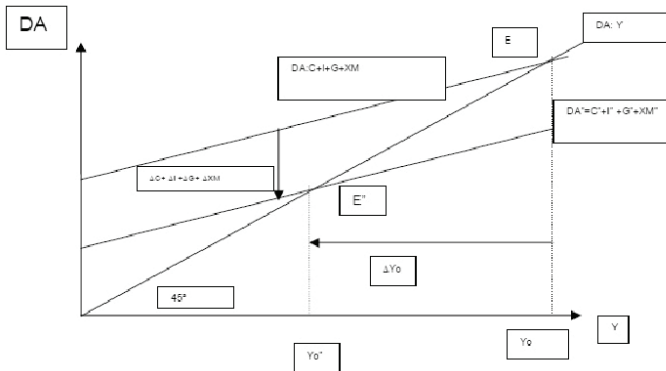 DA
E
DA: Y
DA:C+I+G+XM
DA"=C"+I" +G"+XM"
ΔC+ ΔI +ΔG+ ΔXM
E"
ΔYo
45º
Y
Yo"
Yo